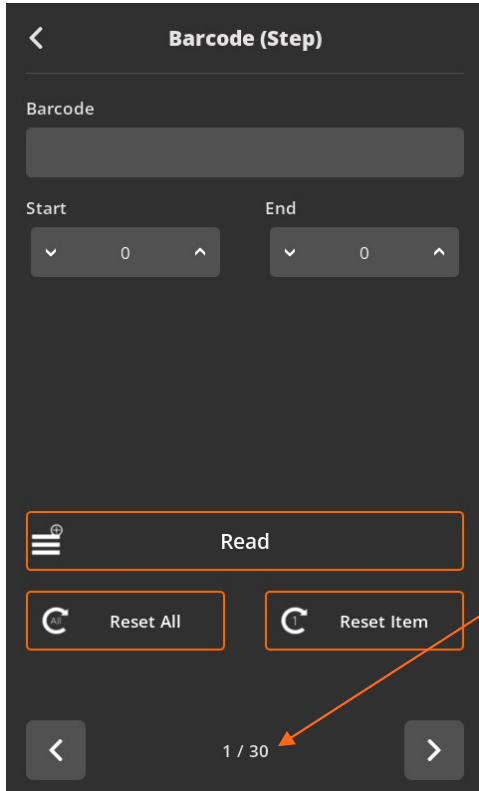 Barcode (Step)
Barcode
Start End
0 0
Read
All Reset All 1 Reset Item
1 / 30